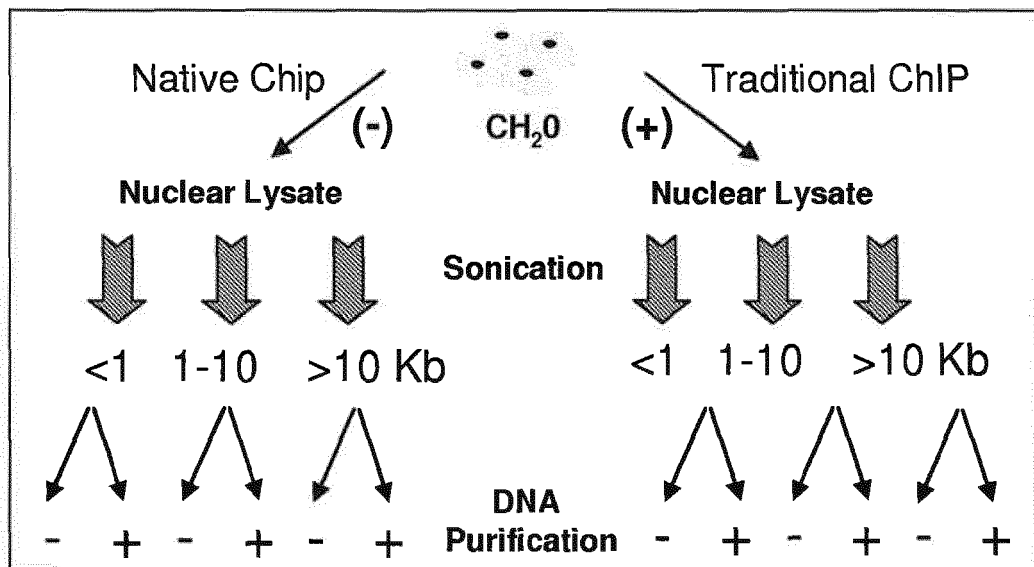 Native Chip
Traditional ChIP
(-)
CH₂0
(+)
Nuclear Lysate
Nuclear Lysate
Sonication
<1 1-10 >10 Kb
<1 1-10 >10 Kb
DNA
Purification
- + - + - +
- + - + - +